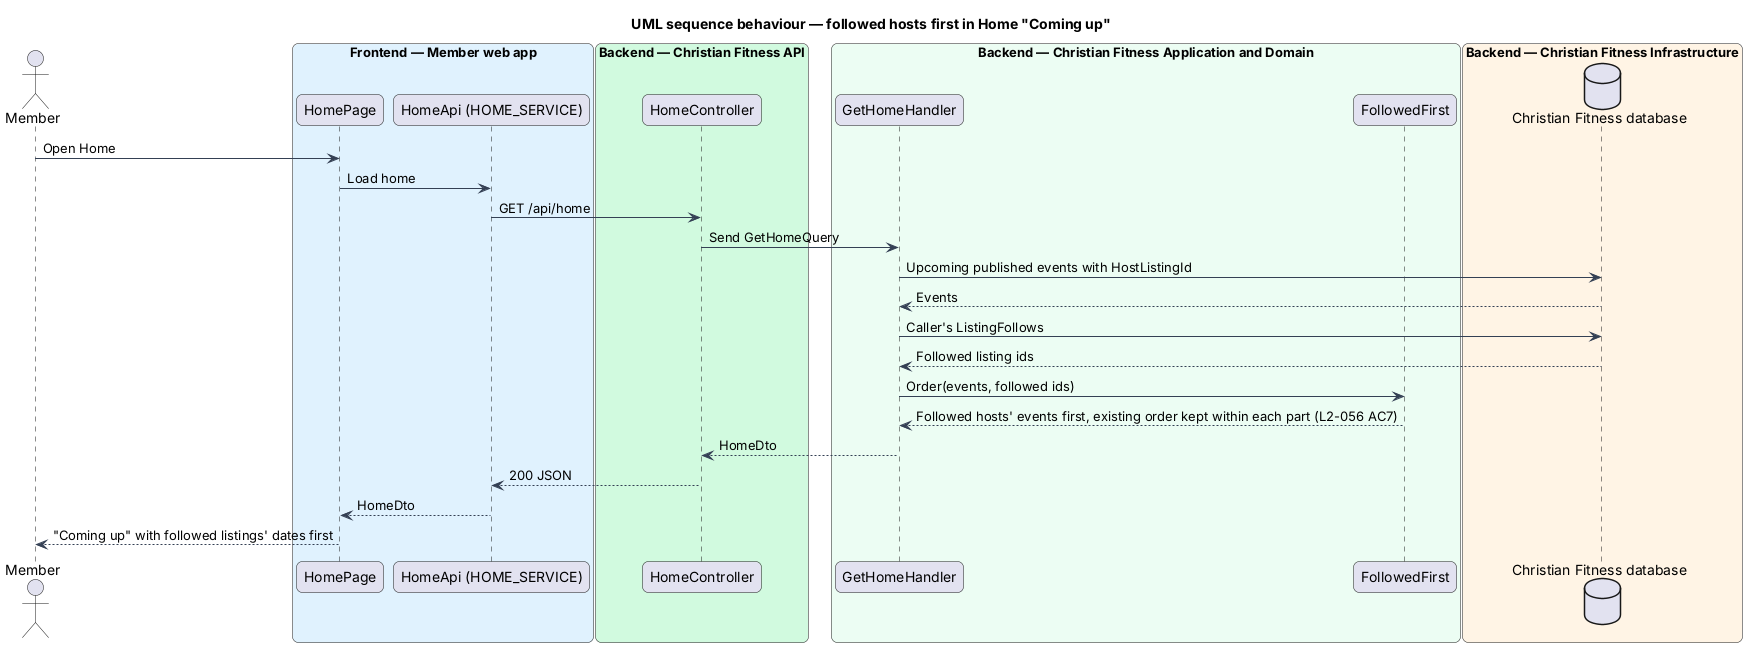 UML sequence behaviour — followed hosts first in Home "Coming up"
Frontend — Member web app
Backend — Christian Fitness API
Backend — Christian Fitness Application and Domain
Backend — Christian Fitness Infrastructure
Member
HomePage
HomeApi (HOME_SERVICE)
HomeController
GetHomeHandler
FollowedFirst
Christian Fitness database
Open Home
Load home
GET /api/home
Send GetHomeQuery
Upcoming published events with HostListingId
Events
Caller's ListingFollows
Followed listing ids
Order(events, followed ids)
Followed hosts' events first, existing order kept within each part (L2-056 AC7)
HomeDto
200 JSON
HomeDto
"Coming up" with followed listings' dates first
Member
HomePage
HomeApi (HOME_SERVICE)
HomeController
GetHomeHandler
FollowedFirst
Christian Fitness database